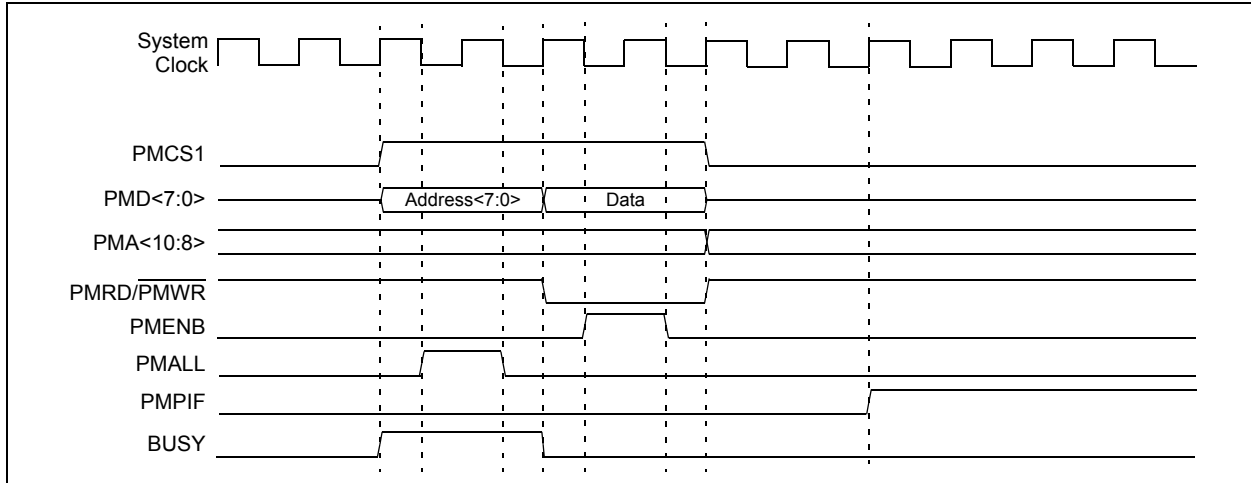 System
Clock
PMCS1
PMD<7:0>
Address<7:0>
Data
PMA<10:8>
PMRD/PMWR
PMENB
PMALL
PMPIF
BUSY